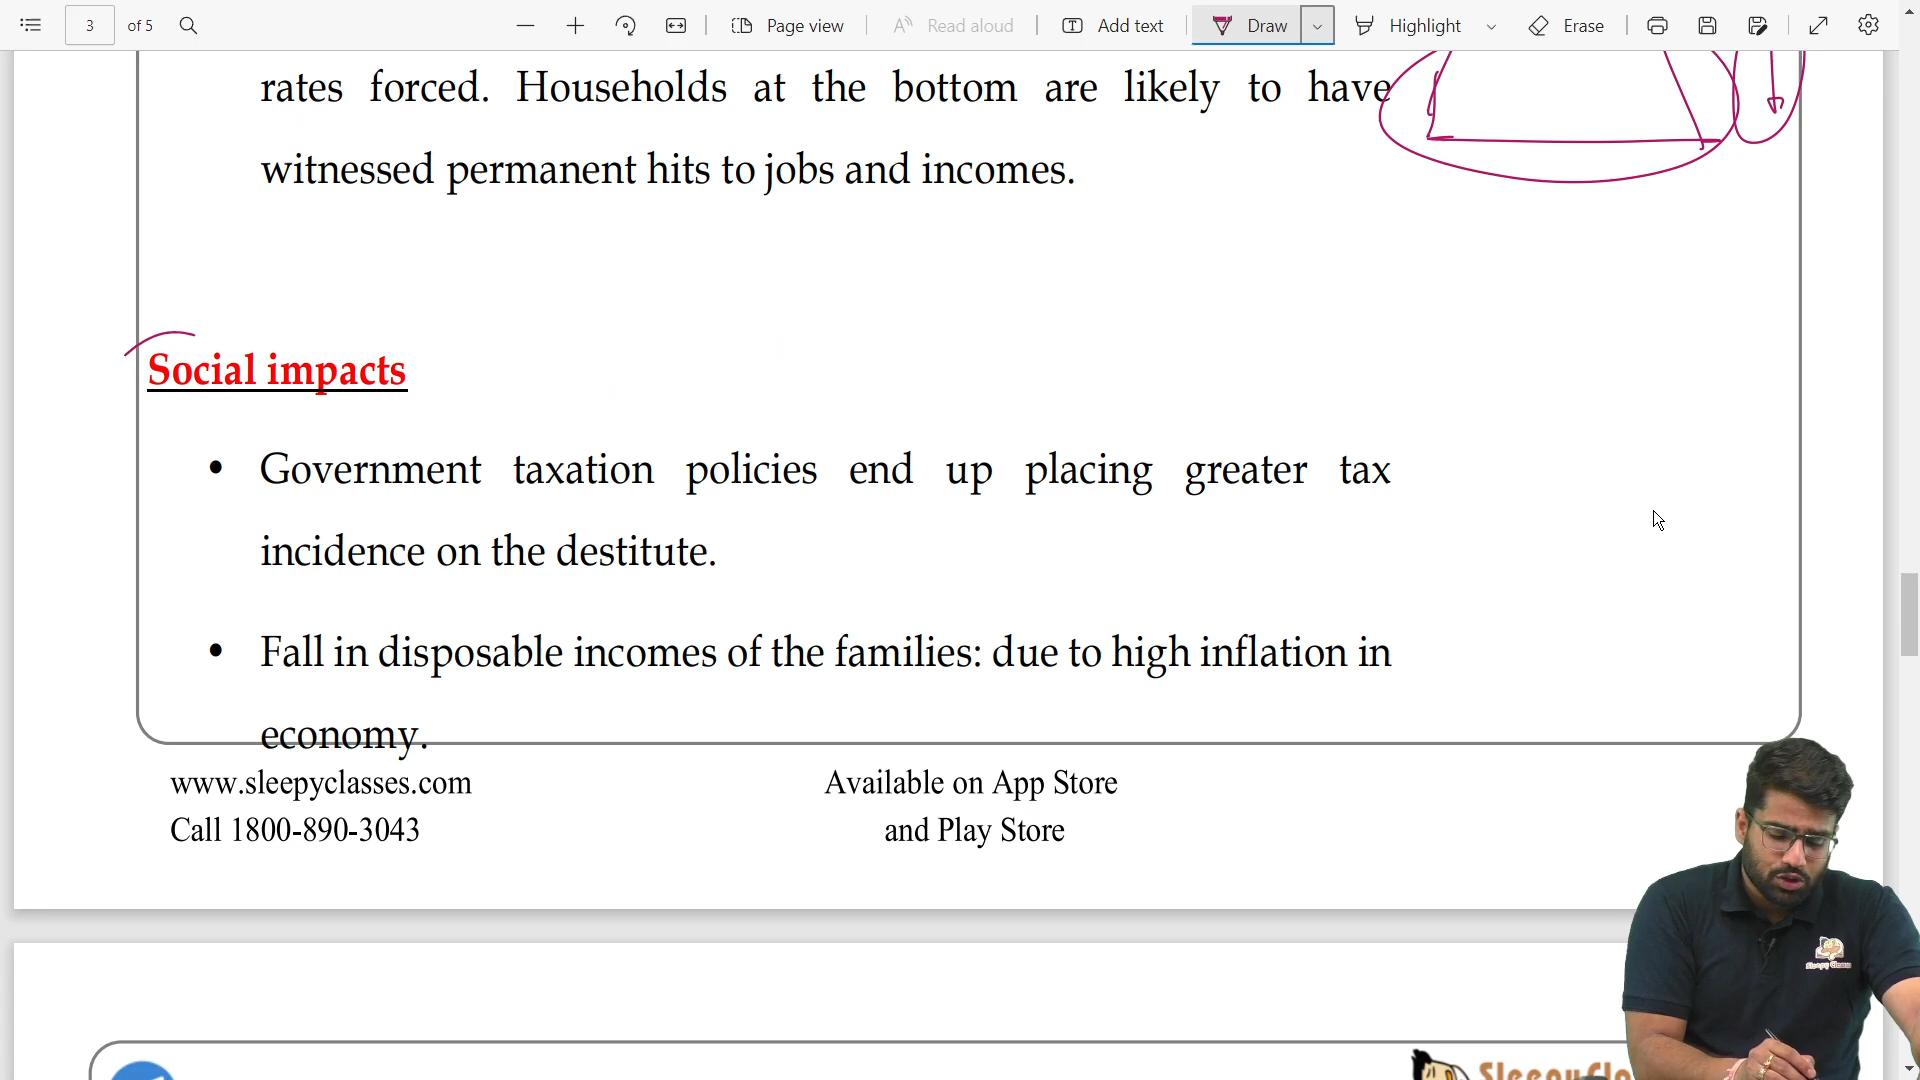 3 of 5 Page view Read aloud Add text Draw Highlight Erase
rates forced. Households at the bottom are likely to have
witnessed permanent hits to jobs and incomes.
Social impacts
• Government taxation policies end up placing greater tax
incidence on the destitute.
• Fall in disposable incomes of the families: due to high inflation in
economy.
www.sleepyclasses.com
Call 1800-890-3043
Available on App Store
and Play Store
Sleepy Classes